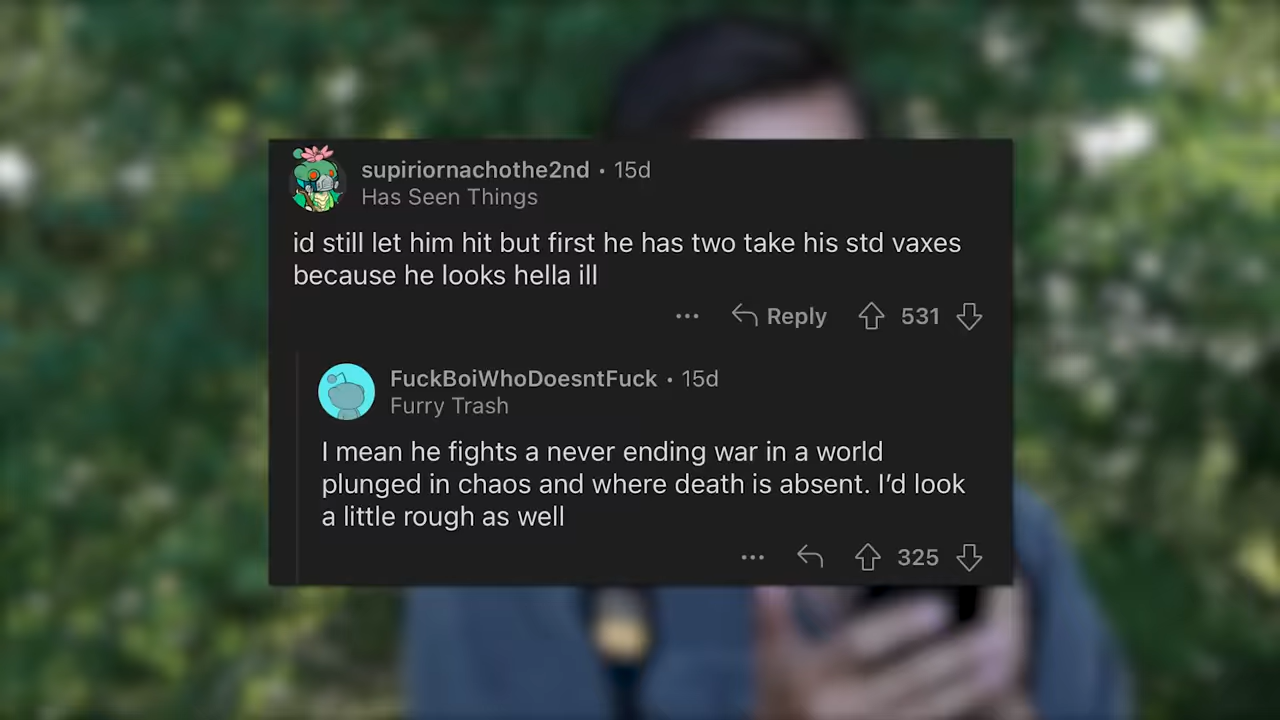 supiriornachothe2nd • 15d
Has Seen Things
id still let him hit but first he has two take his std vaxes
because he looks hella ill
... Reply 531
FuckBoiWhoDoesntFuck • 15d
Furry Trash
I mean he fights a never ending war in a world
plunged in chaos and where death is absent. I’d look
a little rough as well
... 325